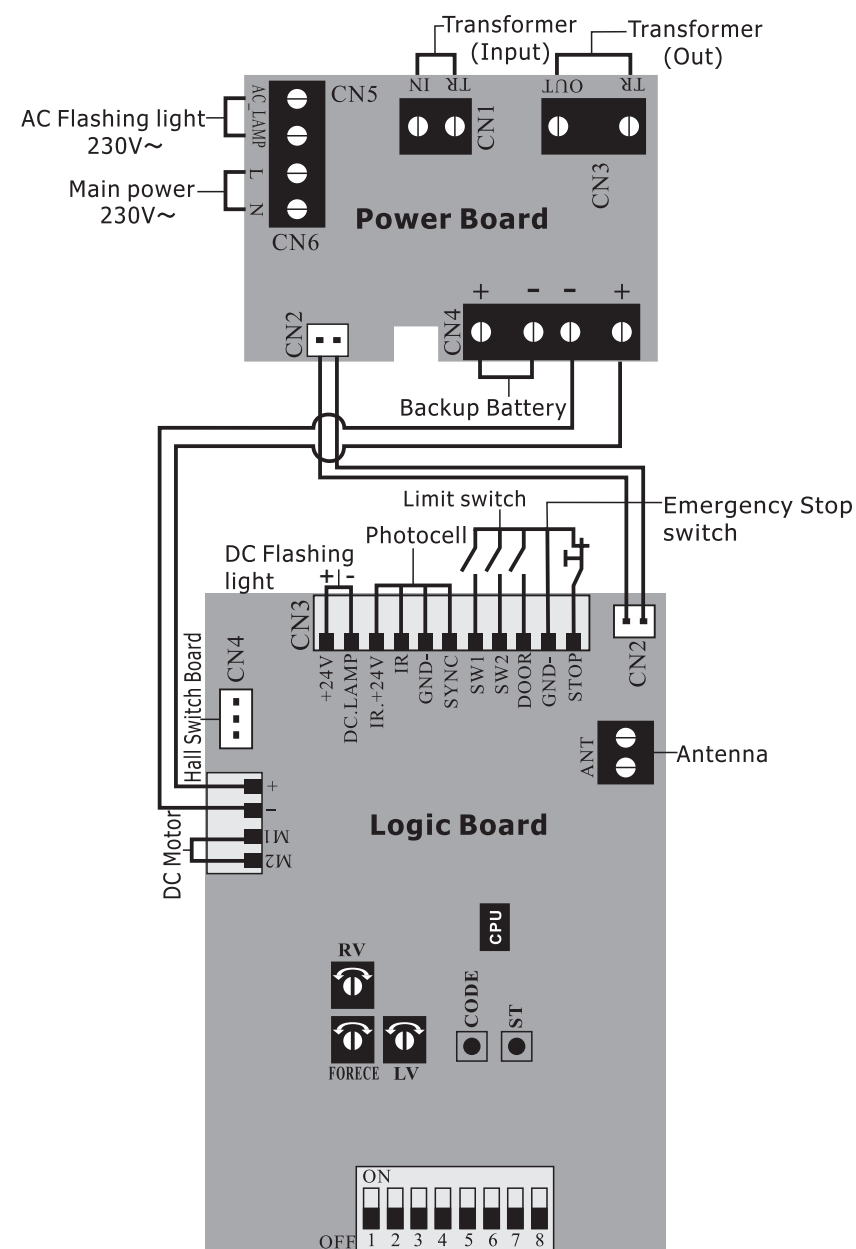 Transformer
(Input)
Transformer
(Out)
AC Flashing light
230V～
Main power
230V～
AC_LAMP
L
N
CN5
CN6
IN TR
CN1
OUT TR
CN3
Power Board
CN2
CN4
+ - - +
Backup Battery
Limit switch
Emergency Stop
switch
Photocell
DC Flashing
light
+ -
CN3
+24V
DC.LAMP
IR.+24V
IR
GND-
SYNC
SW1
SW2
DOOR
GND-
STOP
CN2
Hall Switch Board
CN4
ANT
Antenna
+
-
M1
M2
DC Motor
Logic Board
CPU
RV
FORECE
LV
CODE
ST
ON
OFF 1 2 3 4 5 6 7 8